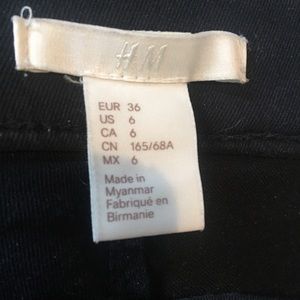 H M
EUR 36
US 6
CA 6
CN 165/68A
MX 6
Made in
Myanmar
Fabriqué en
Birmanie